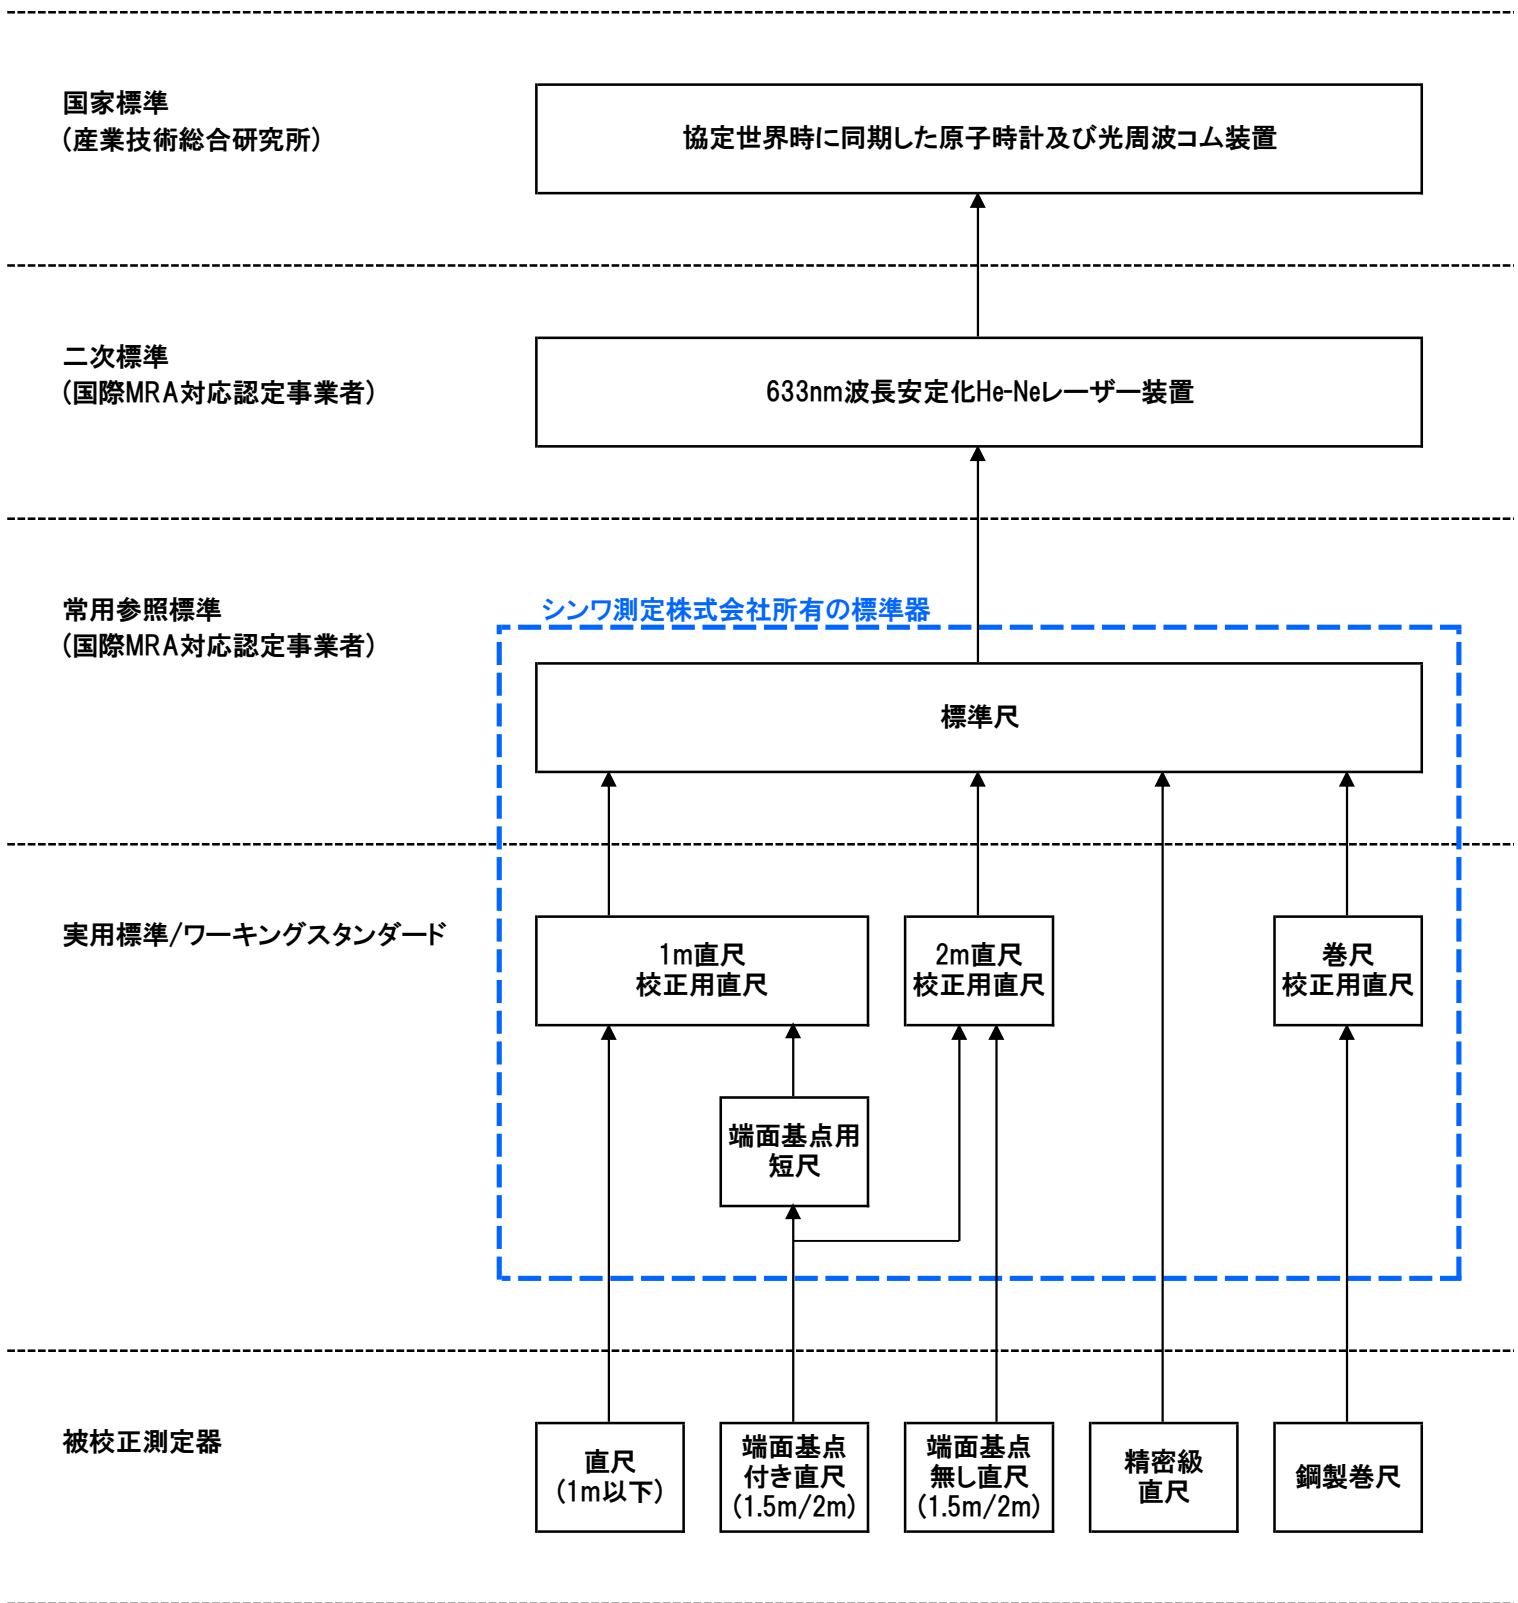 国家標準
(産業技術総合研究所)
協定世界時に同期した原子時計及び光周波コム装置
二次標準
(国際MRA対応認定事業者)
633nm波長安定化He-Neレーザー装置
常用参照標準
(国際MRA対応認定事業者)
シンワ測定株式会社所有の標準器
標準尺
実用標準/ワーキングスタンダード
1m直尺
校正用直尺
2m直尺
校正用直尺
巻尺
校正用直尺
端面基点用
短尺
被校正測定器
直尺
(1m以下)
端面基点
付き直尺
(1.5m/2m)
端面基点
無し直尺
(1.5m/2m)
精密級
直尺
鋼製巻尺